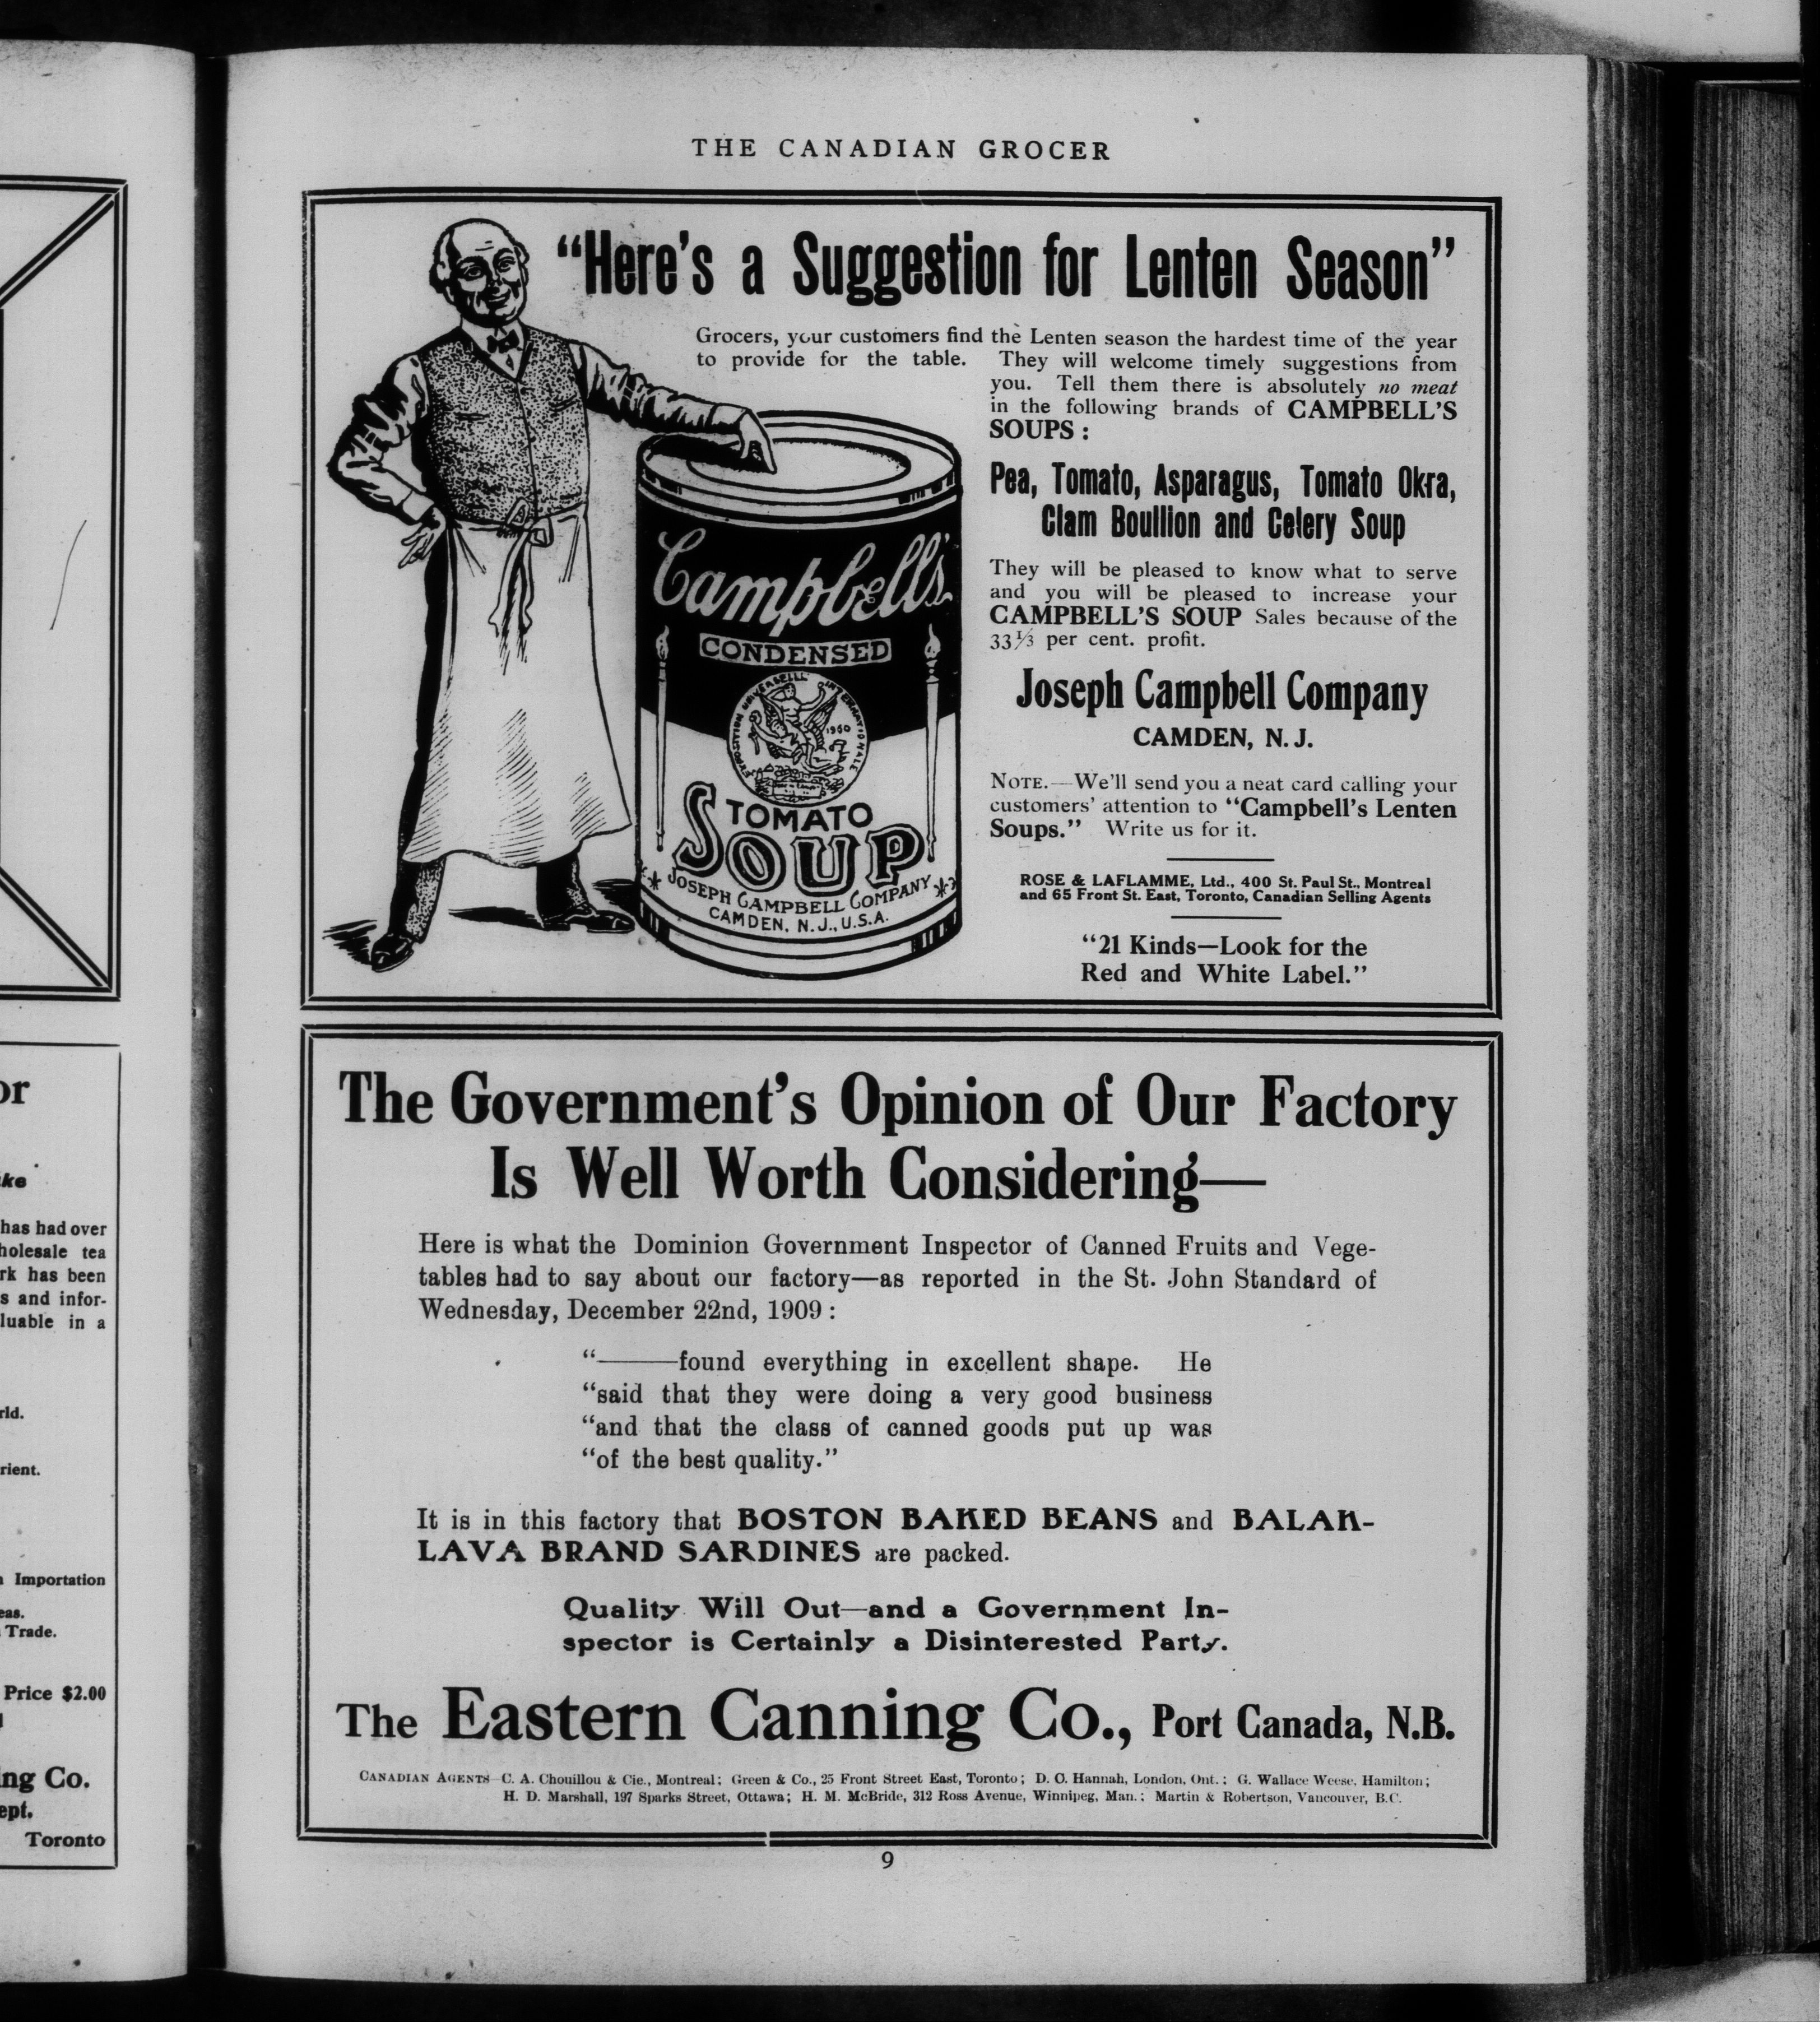 or
ke
has had over
holesale tea
rk has been
s and infor-
luable in a
rld.
rient.
Importation
eas.
Trade.
Price $2.00
ng Co.
ept.
Toronto
THE CANADIAN GROCER
"Here's a Suggestion for Lenten Season"
Grocers, your customers find the Lenten season the hardest time of the year
to provide for the table. They will welcome timely suggestions from
you. Tell them there is absolutely no meat
in the following brands of CAMPBELL'S
SOUPS :
Pea, Tomato, Asparagus, Tomato Okra,
Clam Boullion and Celery Soup
They will be pleased to know what to serve
and you will be pleased to increase your
CAMPBELL'S SOUP Sales because of the
33⅓ per cent. profit.
Joseph Campbell Company
CAMDEN, N. J.
NOTE.—We'll send you a neat card calling your
customers' attention to "Campbell's Lenten
Soups." Write us for it.
ROSE & LAFLAMME, Ltd., 400 St. Paul St., Montreal
and 65 Front St. East, Toronto, Canadian Selling Agents
"21 Kinds—Look for the
Red and White Label."
Campbell's
CONDENSED
EXPOSITION UNIVERSELLE INTERNATIONALE
1900
TOMATO
SOUP
JOSEPH CAMPBELL COMPANY
CAMDEN, N.J., U.S.A.
The Government's Opinion of Our Factory
Is Well Worth Considering—
Here is what the Dominion Government Inspector of Canned Fruits and Vege-
tables had to say about our factory—as reported in the St. John Standard of
Wednesday, December 22nd, 1909 :
"———found everything in excellent shape. He
"said that they were doing a very good business
"and that the class of canned goods put up was
"of the best quality."
It is in this factory that BOSTON BAKED BEANS and BALAK-
LAVA BRAND SARDINES are packed.
Quality Will Out—and a Government In-
spector is Certainly a Disinterested Party.
The Eastern Canning Co., Port Canada, N.B.
CANADIAN AGENTS—C. A. Chouillou & Cie., Montreal; Green & Co., 25 Front Street East, Toronto; D. C. Hannah, London, Ont.; G. Wallace Weese, Hamilton;
H. D. Marshall, 197 Sparks Street, Ottawa; H. M. McBride, 312 Ross Avenue, Winnipeg, Man.; Martin & Robertson, Vancouver, B.C.
9